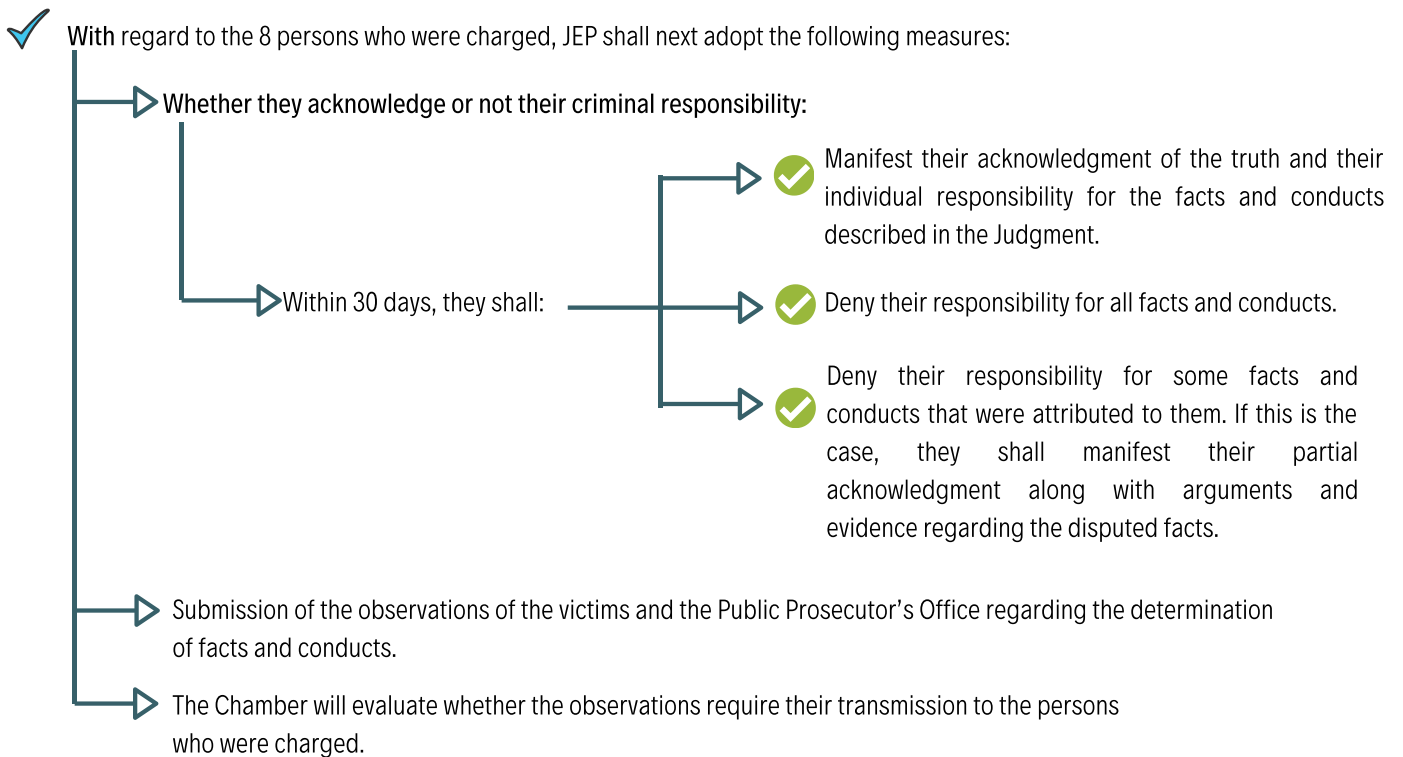 With regard to the 8 persons who were charged, JEP shall next adopt the following measures:
Whether they acknowledge or not their criminal responsibility:
Within 30 days, they shall:
Manifest their acknowledgment of the truth and their
individual responsibility for the facts and conducts
described in the Judgment.
Deny their responsibility for all facts and conducts.
Deny their responsibility for some facts and
conducts that were attributed to them. If this is the
case, they shall manifest their partial
acknowledgment along with arguments and
evidence regarding the disputed facts.
Submission of the observations of the victims and the Public Prosecutor's Office regarding the determination
of facts and conducts.
The Chamber will evaluate whether the observations require their transmission to the persons
who were charged.